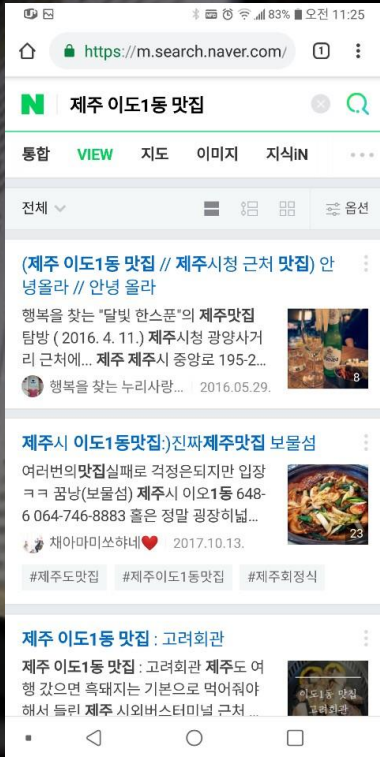 83% 오전 11:25
https://m.search.naver.com/ 1
N 제주 이도1동 맛집
통합 VIEW 지도 이미지 지식iN
전체 옵션
(제주 이도1동 맛집 // 제주시청 근처 맛집) 안
녕올라 // 안녕 올라
행복을 찾는 "달빛 한스푼"의 제주맛집
탐방 ( 2016. 4. 11.) 제주시청 광양사거
리 근처에... 제주 제주시 중앙로 195-2...
8
행복을 찾는 누리사랑... 2016.05.29.
제주시 이도1동맛집:)진짜제주맛집 보물섬
여러번의맛집실패로 걱정은되지만 입장
ㅋㅋ 꿈낭(보물섬) 제주시 이오1동 648-
6 064-746-8883 홀은 정말 굉장히넓...
23
채아마미쏘햐네❤ 2017.10.13.
#제주도맛집 #제주이도1동맛집 #제주회정식
제주 이도1동 맛집 : 고려회관
제주 이도1동 맛집 : 고려회관 제주도 여
행 갔으면 흑돼지는 기본으로 먹어줘야
해서 들린 제주 시외버스터미널 근처 ...
이도1동 맛집
고려회관